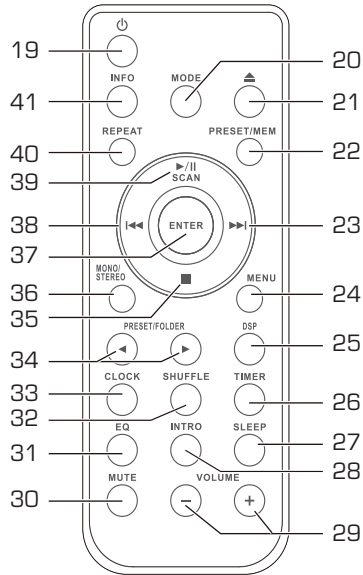 19
20
INFO
MODE
41
21
REPEAT
PRESET/MEM
40
22
39
▶/II
SCAN
38
ENTER
23
37
MONO/
STEREO
MENU
36
24
35
PRESET/FOLDER
DSP
34
25
CLOCK
SHUFFLE
TIMER
33
26
32
EQ
INTRO
SLEEP
31
27
28
MUTE
VOLUME
30
−
+
29